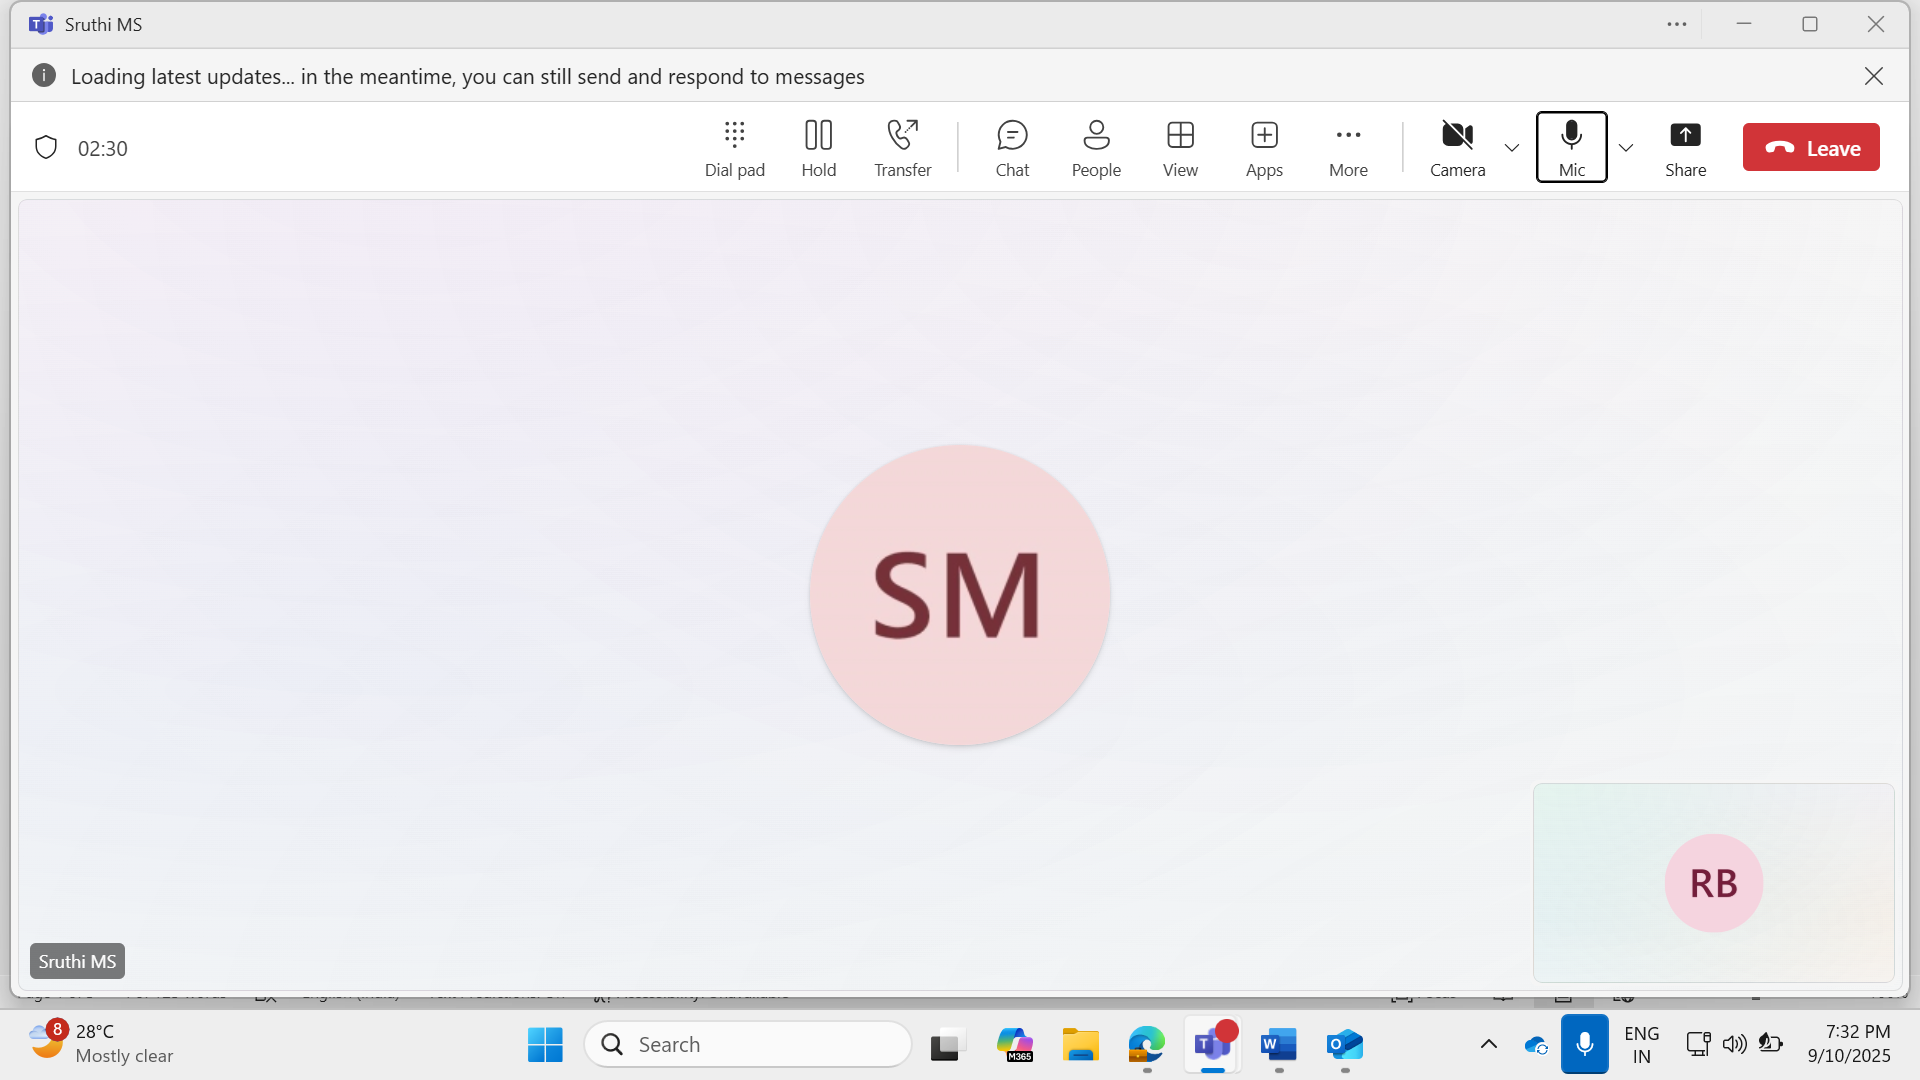 Sruthi MS
Loading latest updates... in the meantime, you can still send and respond to messages
02:30
Dial pad
Hold
Transfer
Chat
People
View
Apps
More
Camera
Mic
Share
Leave
SM
RB
Sruthi MS
8
28°C
Mostly clear
Search
M365
T
W
O
ENG
IN
7:32 PM
9/10/2025